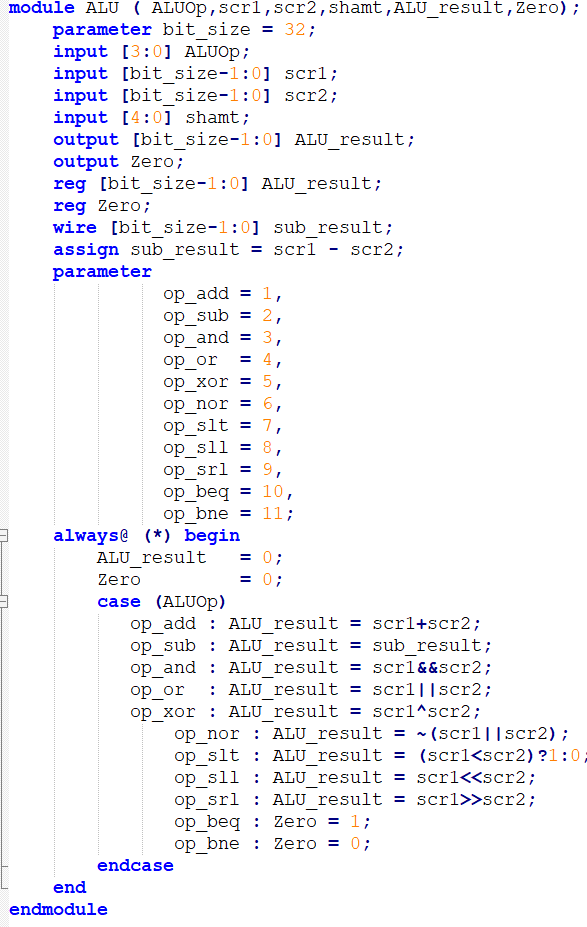 module ALU ( ALUOp,scr1,scr2,shamt,ALU_result,Zero);
    parameter bit_size = 32;
    input [3:0] ALUOp;
    input [bit_size-1:0] scr1;
    input [bit_size-1:0] scr2;
    input [4:0] shamt;
    output [bit_size-1:0] ALU_result;
    output Zero;
    reg [bit_size-1:0] ALU_result;
    reg Zero;
    wire [bit_size-1:0] sub_result;
    assign sub_result = scr1 - scr2;
    parameter
              op_add = 1,
              op_sub = 2,
              op_and = 3,
              op_or  = 4,
              op_xor = 5,
              op_nor = 6,
              op_slt = 7,
              op_sll = 8,
              op_srl = 9,
              op_beq = 10,
              op_bne = 11;
    always@ (*) begin
        ALU_result   = 0;
        Zero         = 0;
        case (ALUOp)
           op_add : ALU_result = scr1+scr2;
           op_sub : ALU_result = sub_result;
           op_and : ALU_result = scr1&&scr2;
           op_or  : ALU_result = scr1||scr2;
           op_xor : ALU_result = scr1^scr2;
               op_nor : ALU_result = ~(scr1||scr2);
               op_slt : ALU_result = (scr1<scr2)?1:0;
               op_sll : ALU_result = scr1<<scr2;
               op_srl : ALU_result = scr1>>scr2;
               op_beq : Zero = 1;
               op_bne : Zero = 0;
        endcase
    end
endmodule